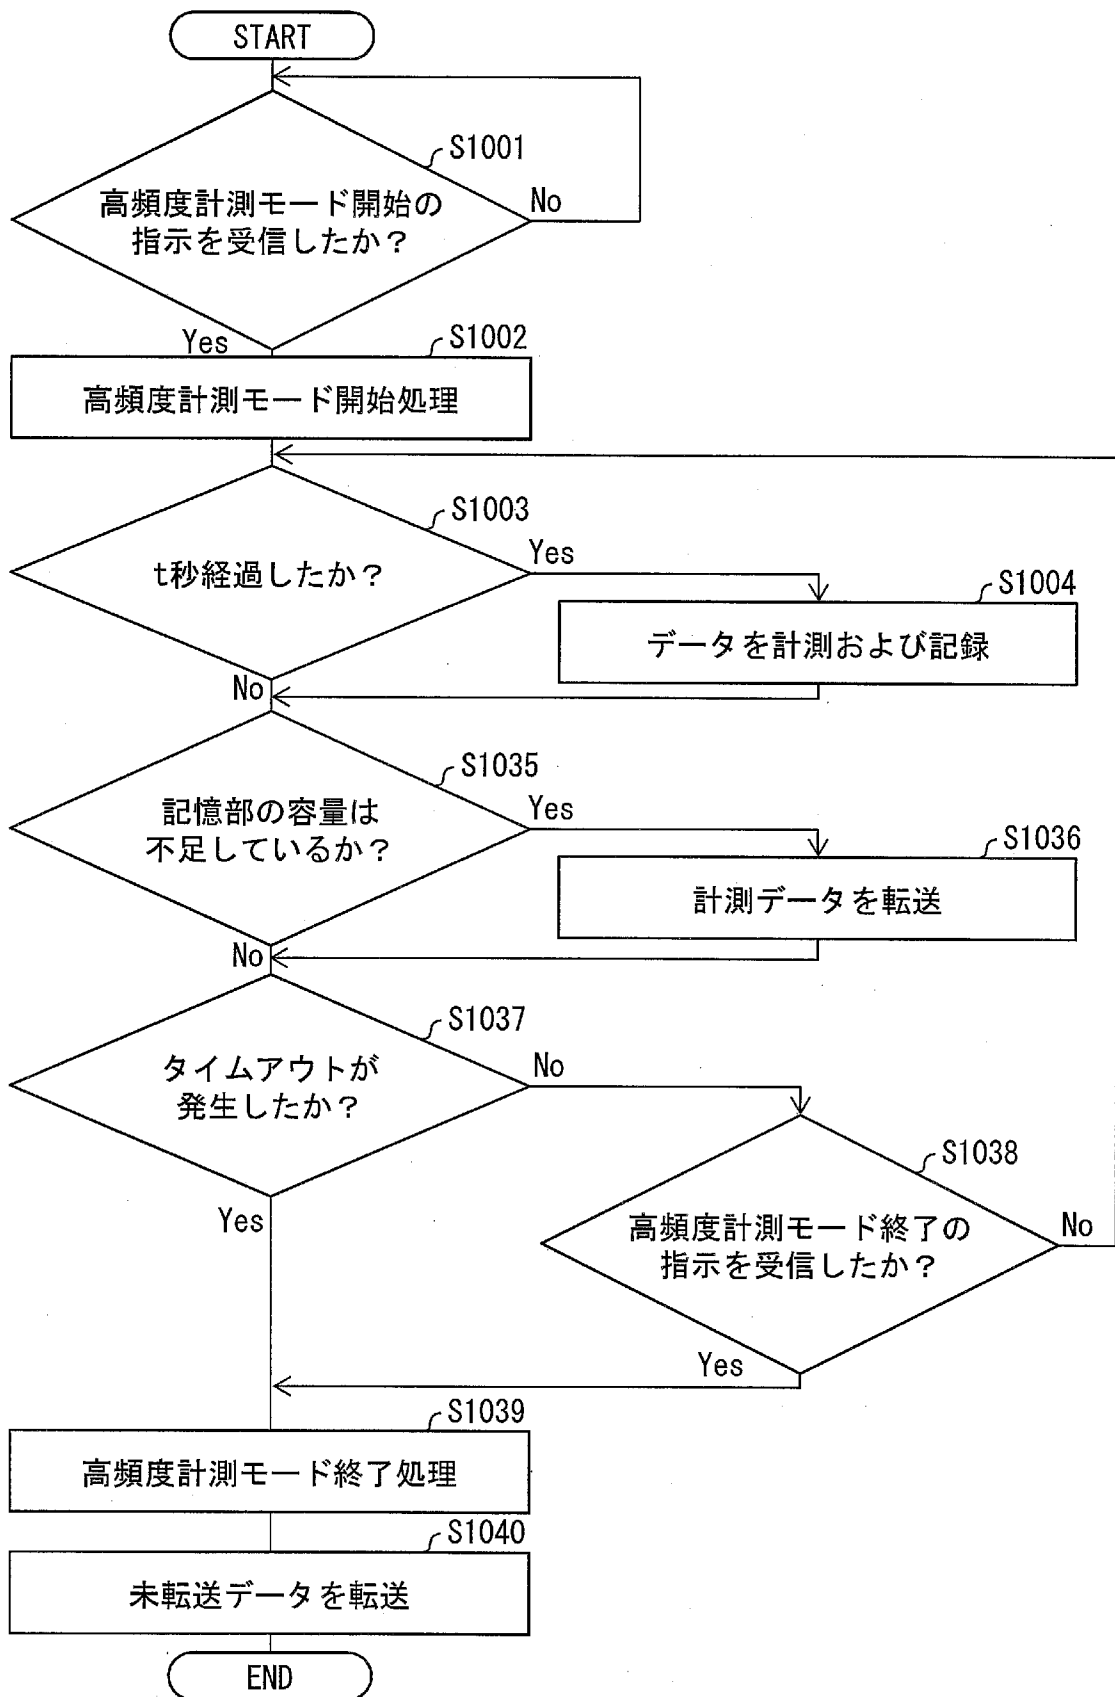 START
S1001
高頻度計測モード開始の
指示を受信したか？
No
Yes
S1002
高頻度計測モード開始処理
S1003
t秒経過したか？
Yes
S1004
データを計測および記録
No
S1035
記憶部の容量は
不足しているか？
Yes
S1036
計測データを転送
No
S1037
タイムアウトが
発生したか？
No
S1038
高頻度計測モード終了の
指示を受信したか？
No
Yes
Yes
S1039
高頻度計測モード終了処理
S1040
未転送データを転送
END